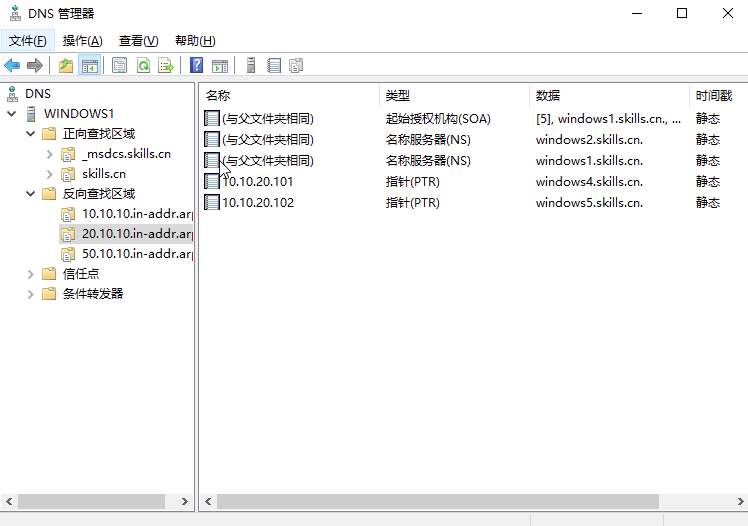 DNS 管理器
文件(F) 操作(A) 查看(V) 帮助(H)
DNS
WINDOWS1
正向查找区域
_msdcs.skills.cn
skills.cn
反向查找区域
10.10.10.in-addr.arp
20.10.10.in-addr.arp
50.10.10.in-addr.arp
信任点
条件转发器
名称 类型 数据 时间戳
(与父文件夹相同) 起始授权机构(SOA) [5], windows1.skills.cn., ... 静态
(与父文件夹相同) 名称服务器(NS) windows2.skills.cn. 静态
(与父文件夹相同) 名称服务器(NS) windows1.skills.cn. 静态
10.10.20.101 指针(PTR) windows4.skills.cn. 静态
10.10.20.102 指针(PTR) windows5.skills.cn. 静态